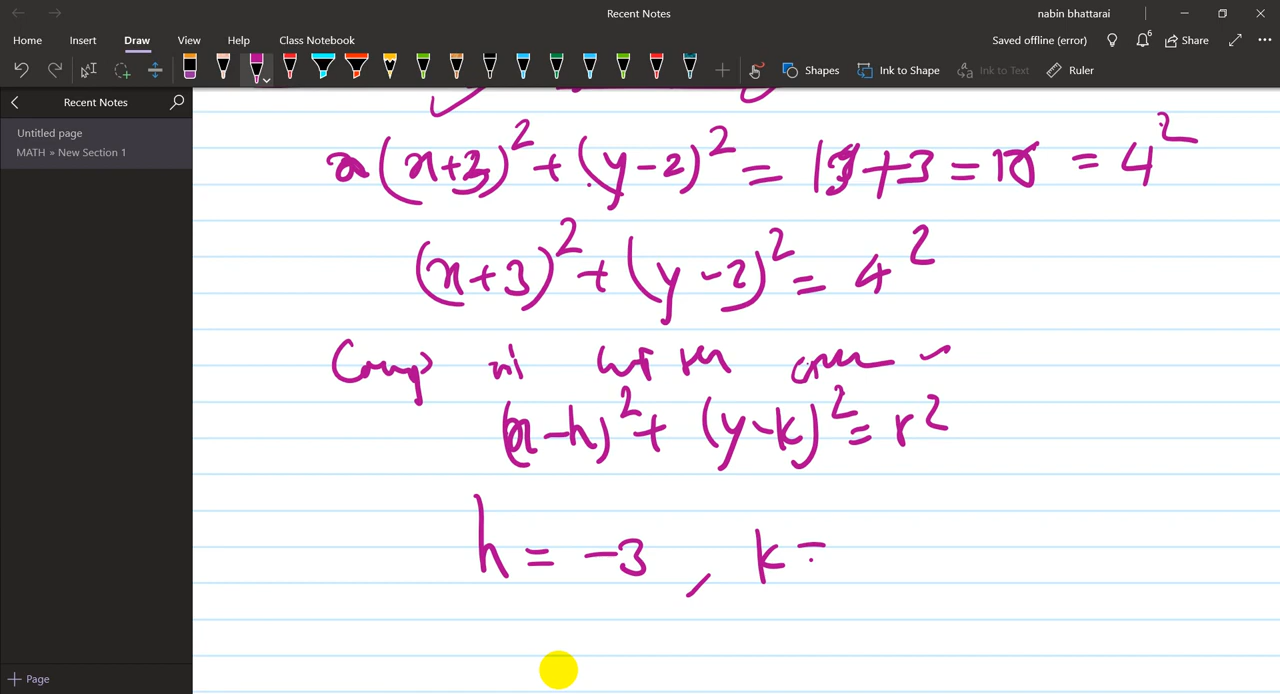 Recent Notes
nabin bhattarai
Home Insert Draw View Help Class Notebook
Saved offline (error)
6
Share
Shapes
Ink to Shape
Ink to Text
Ruler
Recent Notes
Untitled page
MATH » New Section 1
(x+3)² + (y-2)² = 13+3 = = 4²
(x+3)² + (y-2)² = 4²
(x-h)² + (y-k)² = r²
h = -3 , k =
Page